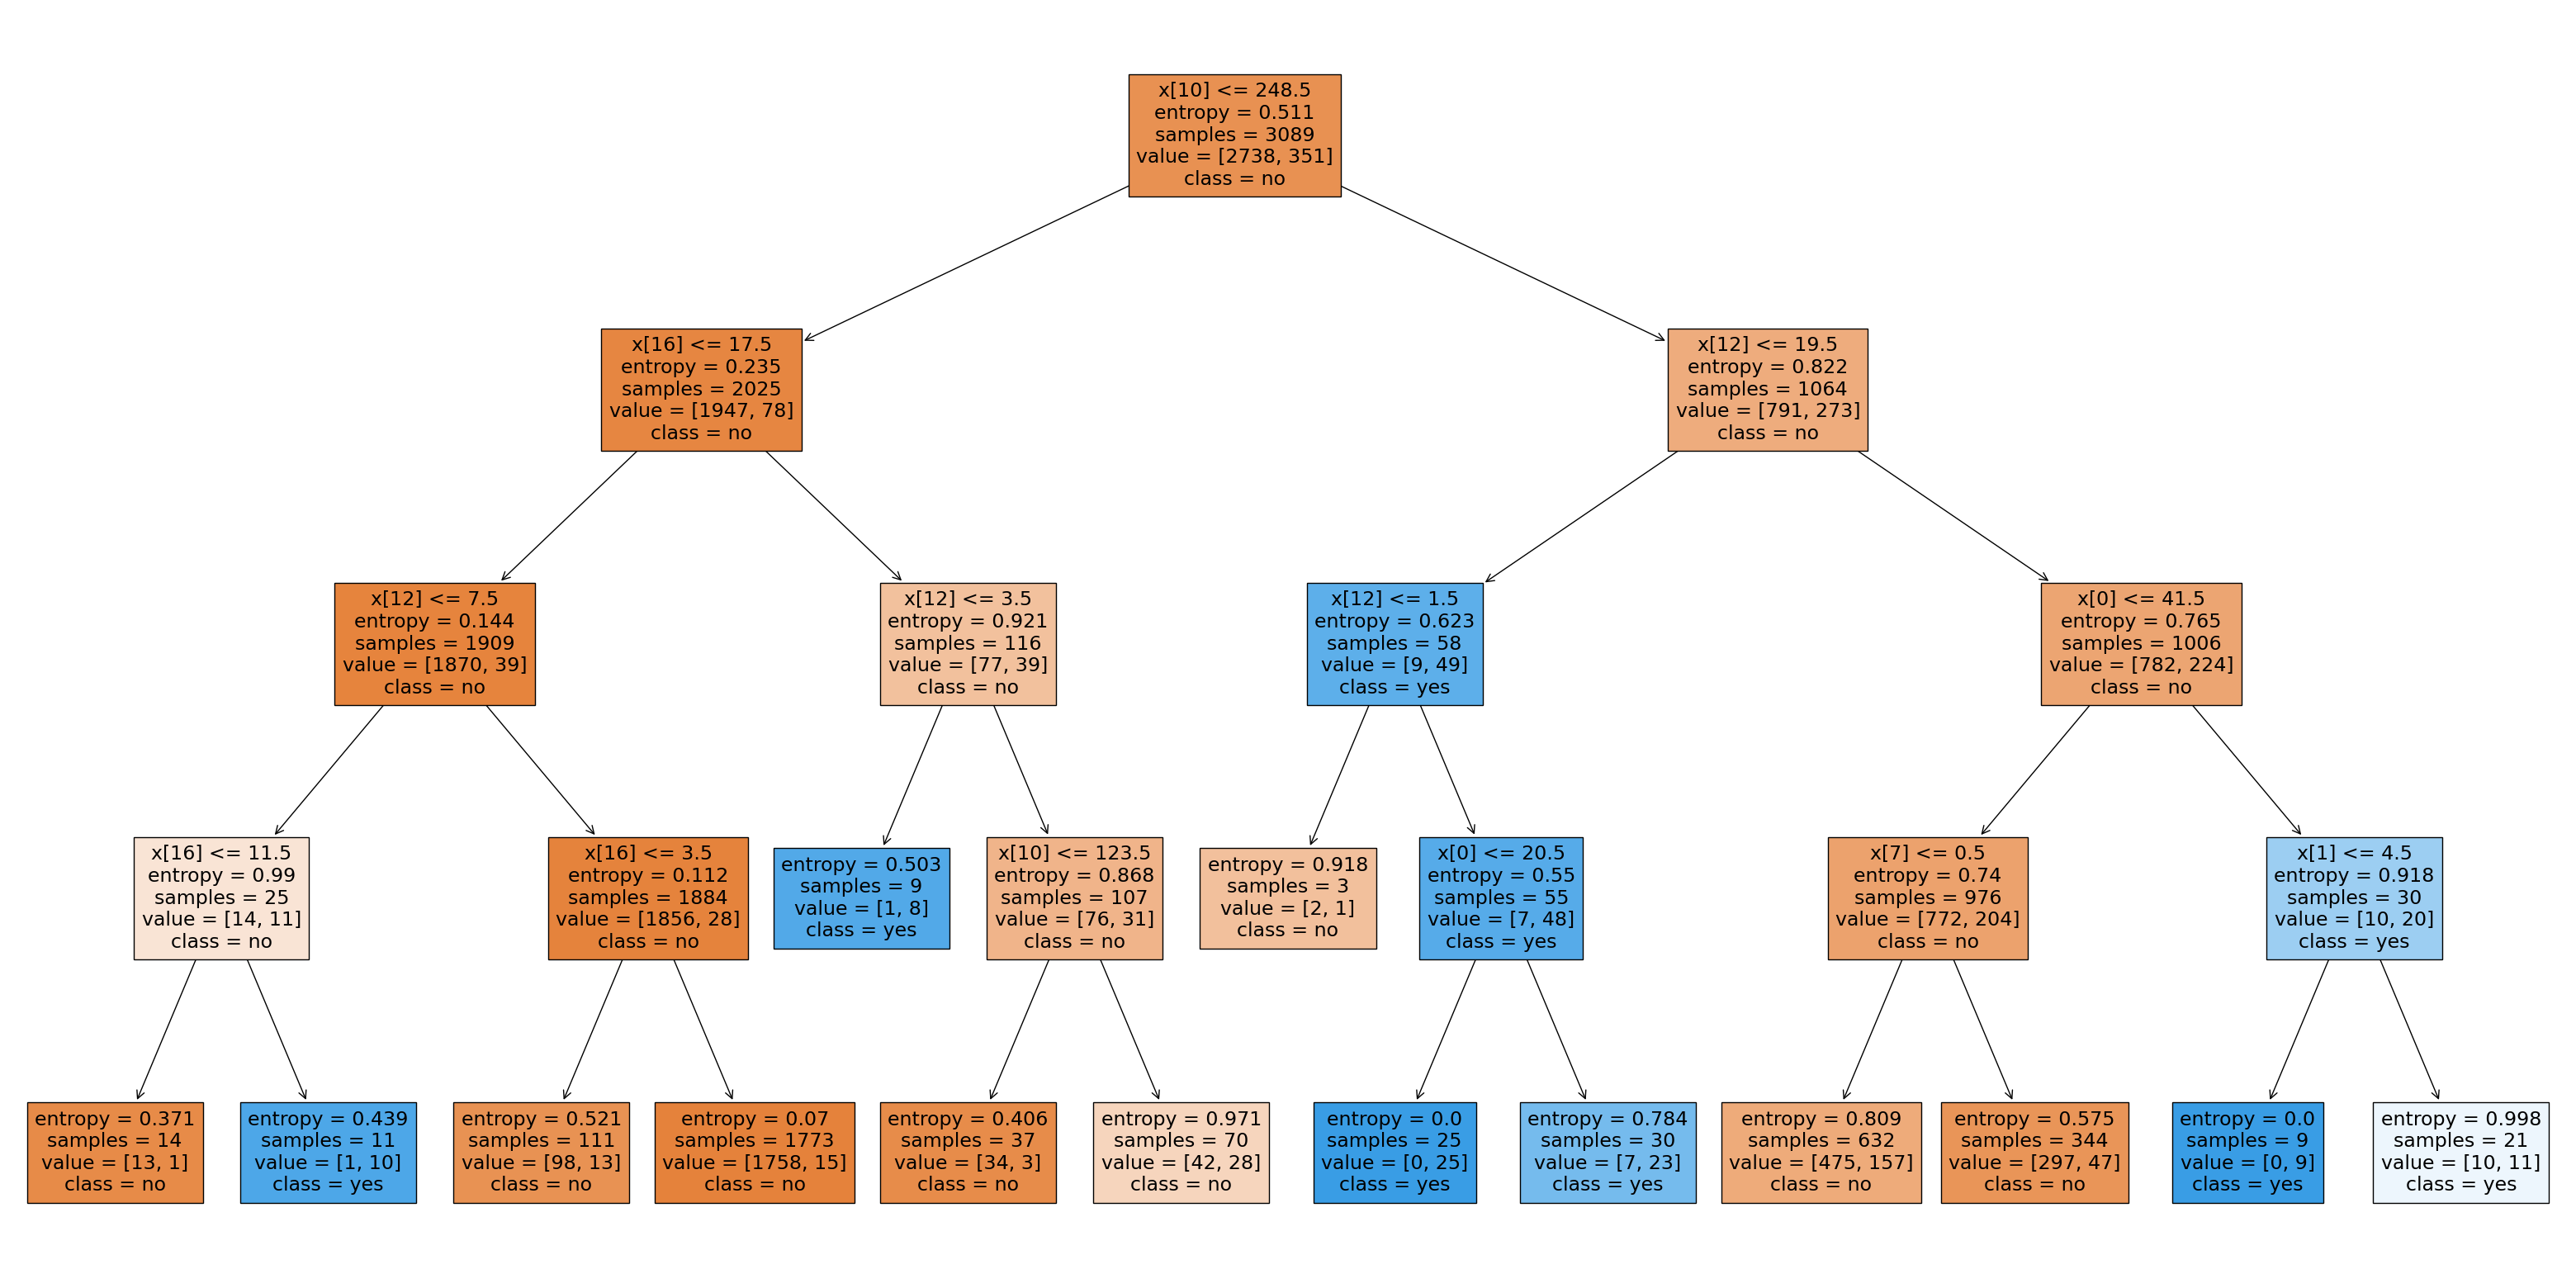 x[10] <= 248.5
entropy = 0.511
samples = 3089
value = [2738, 351]
class = no
x[16] <= 17.5
entropy = 0.235
samples = 2025
value = [1947, 78]
class = no
x[12] <= 19.5
entropy = 0.822
samples = 1064
value = [791, 273]
class = no
x[12] <= 7.5
entropy = 0.144
samples = 1909
value = [1870, 39]
class = no
x[12] <= 3.5
entropy = 0.921
samples = 116
value = [77, 39]
class = no
x[12] <= 1.5
entropy = 0.623
samples = 58
value = [9, 49]
class = yes
x[0] <= 41.5
entropy = 0.765
samples = 1006
value = [782, 224]
class = no
x[16] <= 11.5
entropy = 0.99
samples = 25
value = [14, 11]
class = no
x[16] <= 3.5
entropy = 0.112
samples = 1884
value = [1856, 28]
class = no
entropy = 0.503
samples = 9
value = [1, 8]
class = yes
x[10] <= 123.5
entropy = 0.868
samples = 107
value = [76, 31]
class = no
entropy = 0.918
samples = 3
value = [2, 1]
class = no
x[0] <= 20.5
entropy = 0.55
samples = 55
value = [7, 48]
class = yes
x[7] <= 0.5
entropy = 0.74
samples = 976
value = [772, 204]
class = no
x[1] <= 4.5
entropy = 0.918
samples = 30
value = [10, 20]
class = yes
entropy = 0.371
samples = 14
value = [13, 1]
class = no
entropy = 0.439
samples = 11
value = [1, 10]
class = yes
entropy = 0.521
samples = 111
value = [98, 13]
class = no
entropy = 0.07
samples = 1773
value = [1758, 15]
class = no
entropy = 0.406
samples = 37
value = [34, 3]
class = no
entropy = 0.971
samples = 70
value = [42, 28]
class = no
entropy = 0.0
samples = 25
value = [0, 25]
class = yes
entropy = 0.784
samples = 30
value = [7, 23]
class = yes
entropy = 0.809
samples = 632
value = [475, 157]
class = no
entropy = 0.575
samples = 344
value = [297, 47]
class = no
entropy = 0.0
samples = 9
value = [0, 9]
class = yes
entropy = 0.998
samples = 21
value = [10, 11]
class = yes